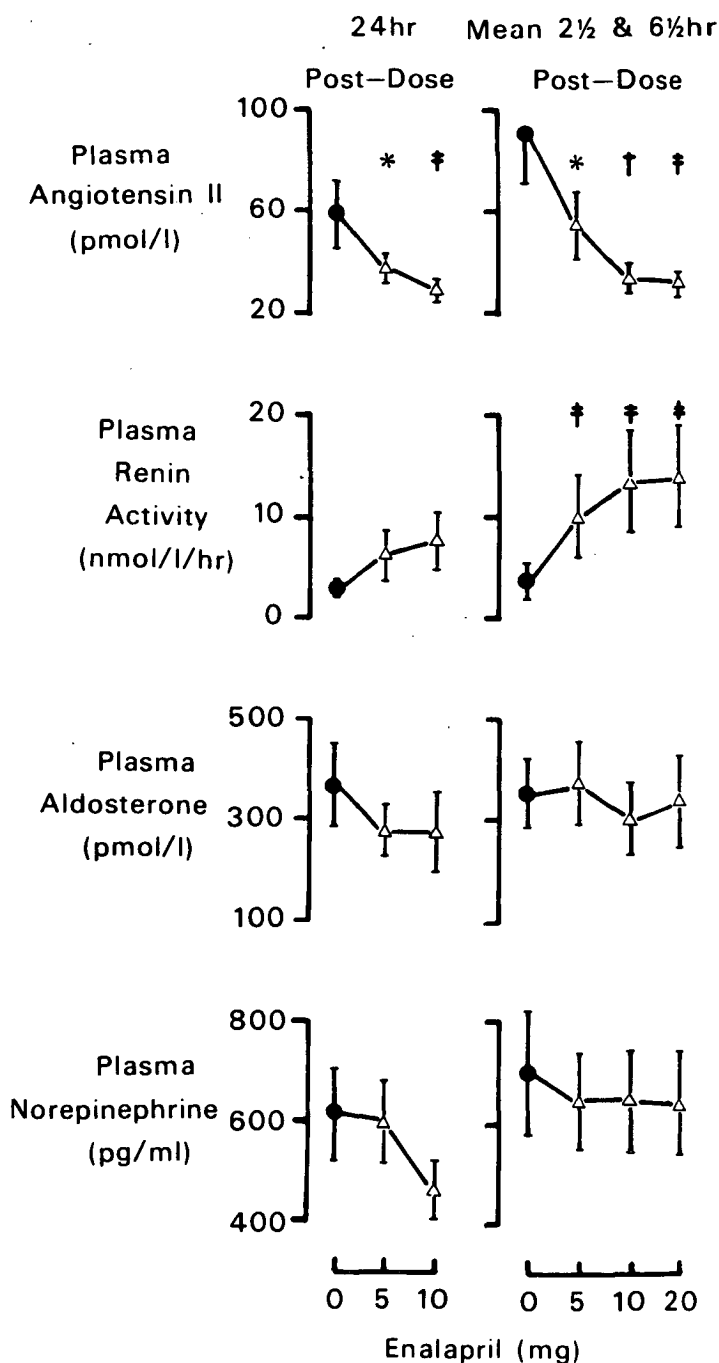 24hr Mean 2½ & 6½hr
Post–Dose Post–Dose
Plasma
Angiotensin II
(pmol/l)
100
60
20
* ‡
* † ‡
Plasma
Renin
Activity
(nmol/l/hr)
20
10
0
‡ ‡ ‡
Plasma
Aldosterone
(pmol/l)
500
300
100
Plasma
Norepinephrine
(pg/ml)
800
600
400
0 5 10 0 5 10 20
Enalapril (mg)